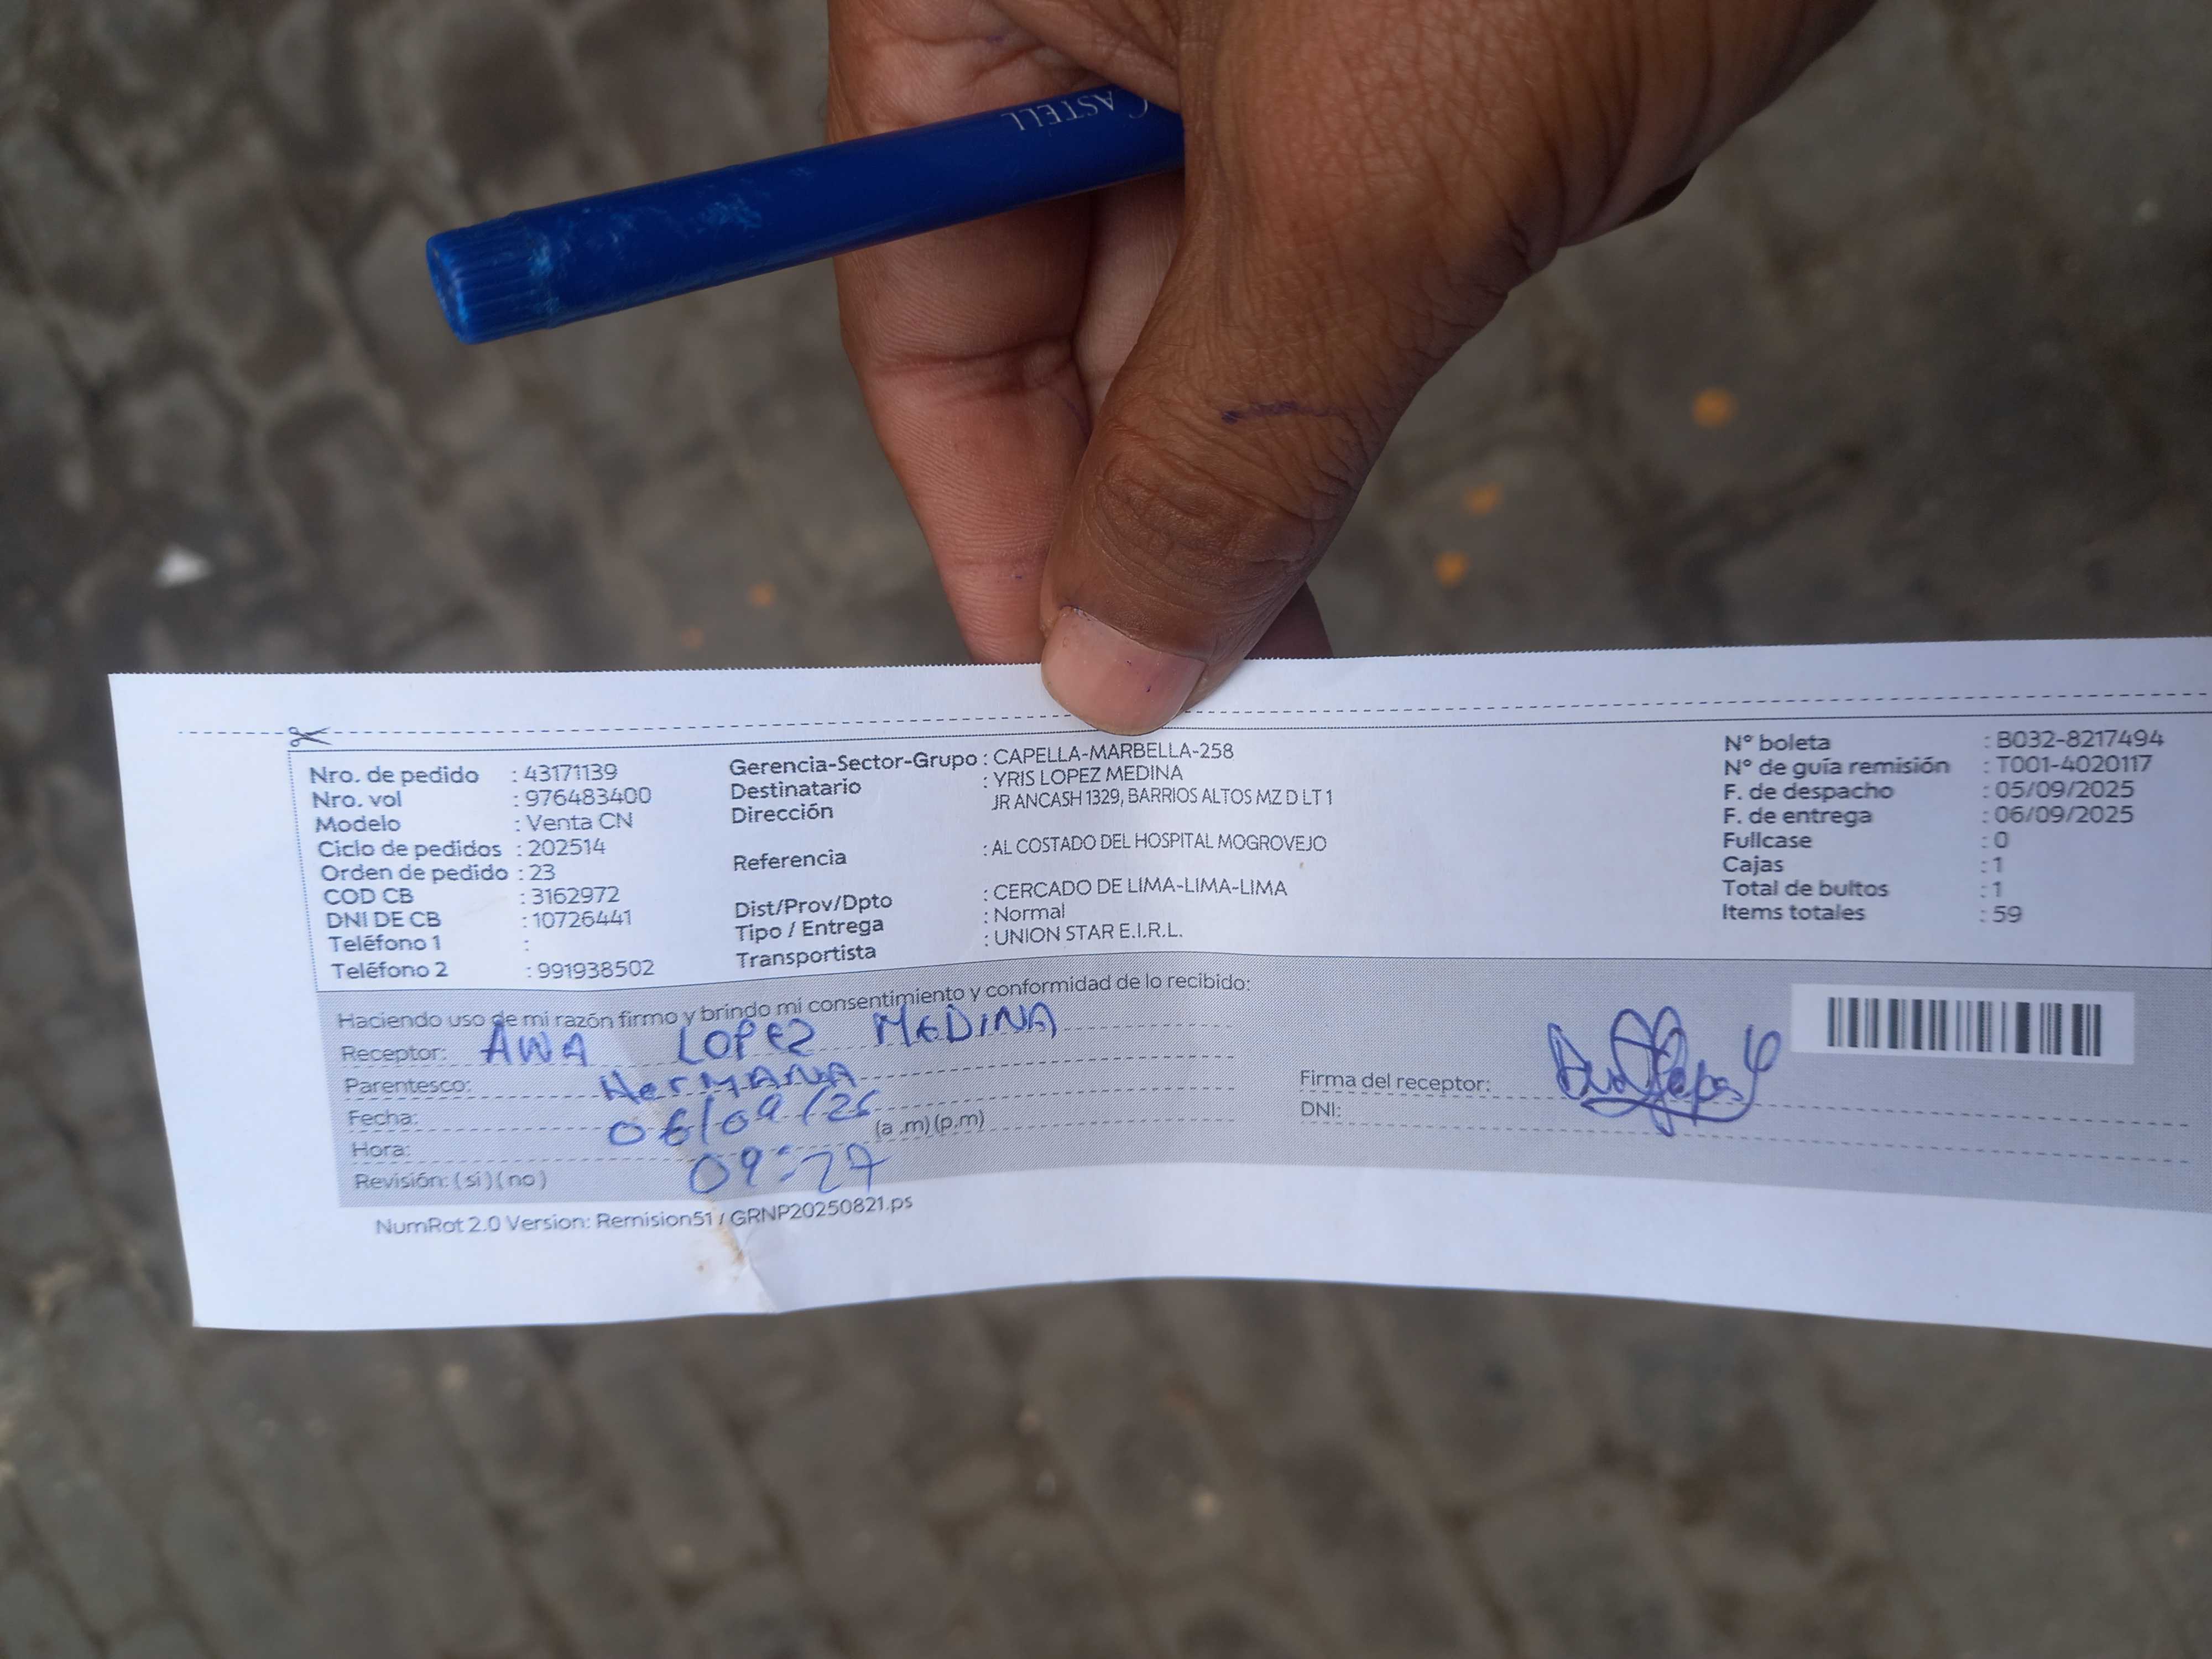 CASTELL
Nro. de pedido : 43171139
Nro. vol : 976483400
Modelo : Venta CN
Ciclo de pedidos : 202514
Orden de pedido : 23
COD CB : 3162972
DNI DE CB : 10726441
Teléfono 1 :
Teléfono 2 : 991938502
Gerencia-Sector-Grupo : CAPELLA-MARBELLA-258
Destinatario : YRIS LOPEZ MEDINA
Dirección JR ANCASH 1329, BARRIOS ALTOS MZ D LT 1
Referencia : AL COSTADO DEL HOSPITAL MOGROVEJO
Dist/Prov/Dpto : CERCADO DE LIMA-LIMA-LIMA
Tipo / Entrega : Normal
Transportista : UNION STAR E.I.R.L.
N° boleta : B032-8217494
N° de guía remisión : T001-4020117
F. de despacho : 05/09/2025
F. de entrega : 06/09/2025
Fullcase : 0
Cajas : 1
Total de bultos : 1
Items totales : 59
Haciendo uso de mi razón firmo y brindo mi consentimiento y conformidad de lo recibido:
Receptor: ANA LOPEZ MEDINA
Parentesco: HERMANA
Fecha: 06/09/25
Hora: 09:27 (a .m) (p.m)
Revisión: ( si ) ( no )
Firma del receptor:
DNI:
NumRot 2.0 Version: Remision51 / GRNP20250821.ps